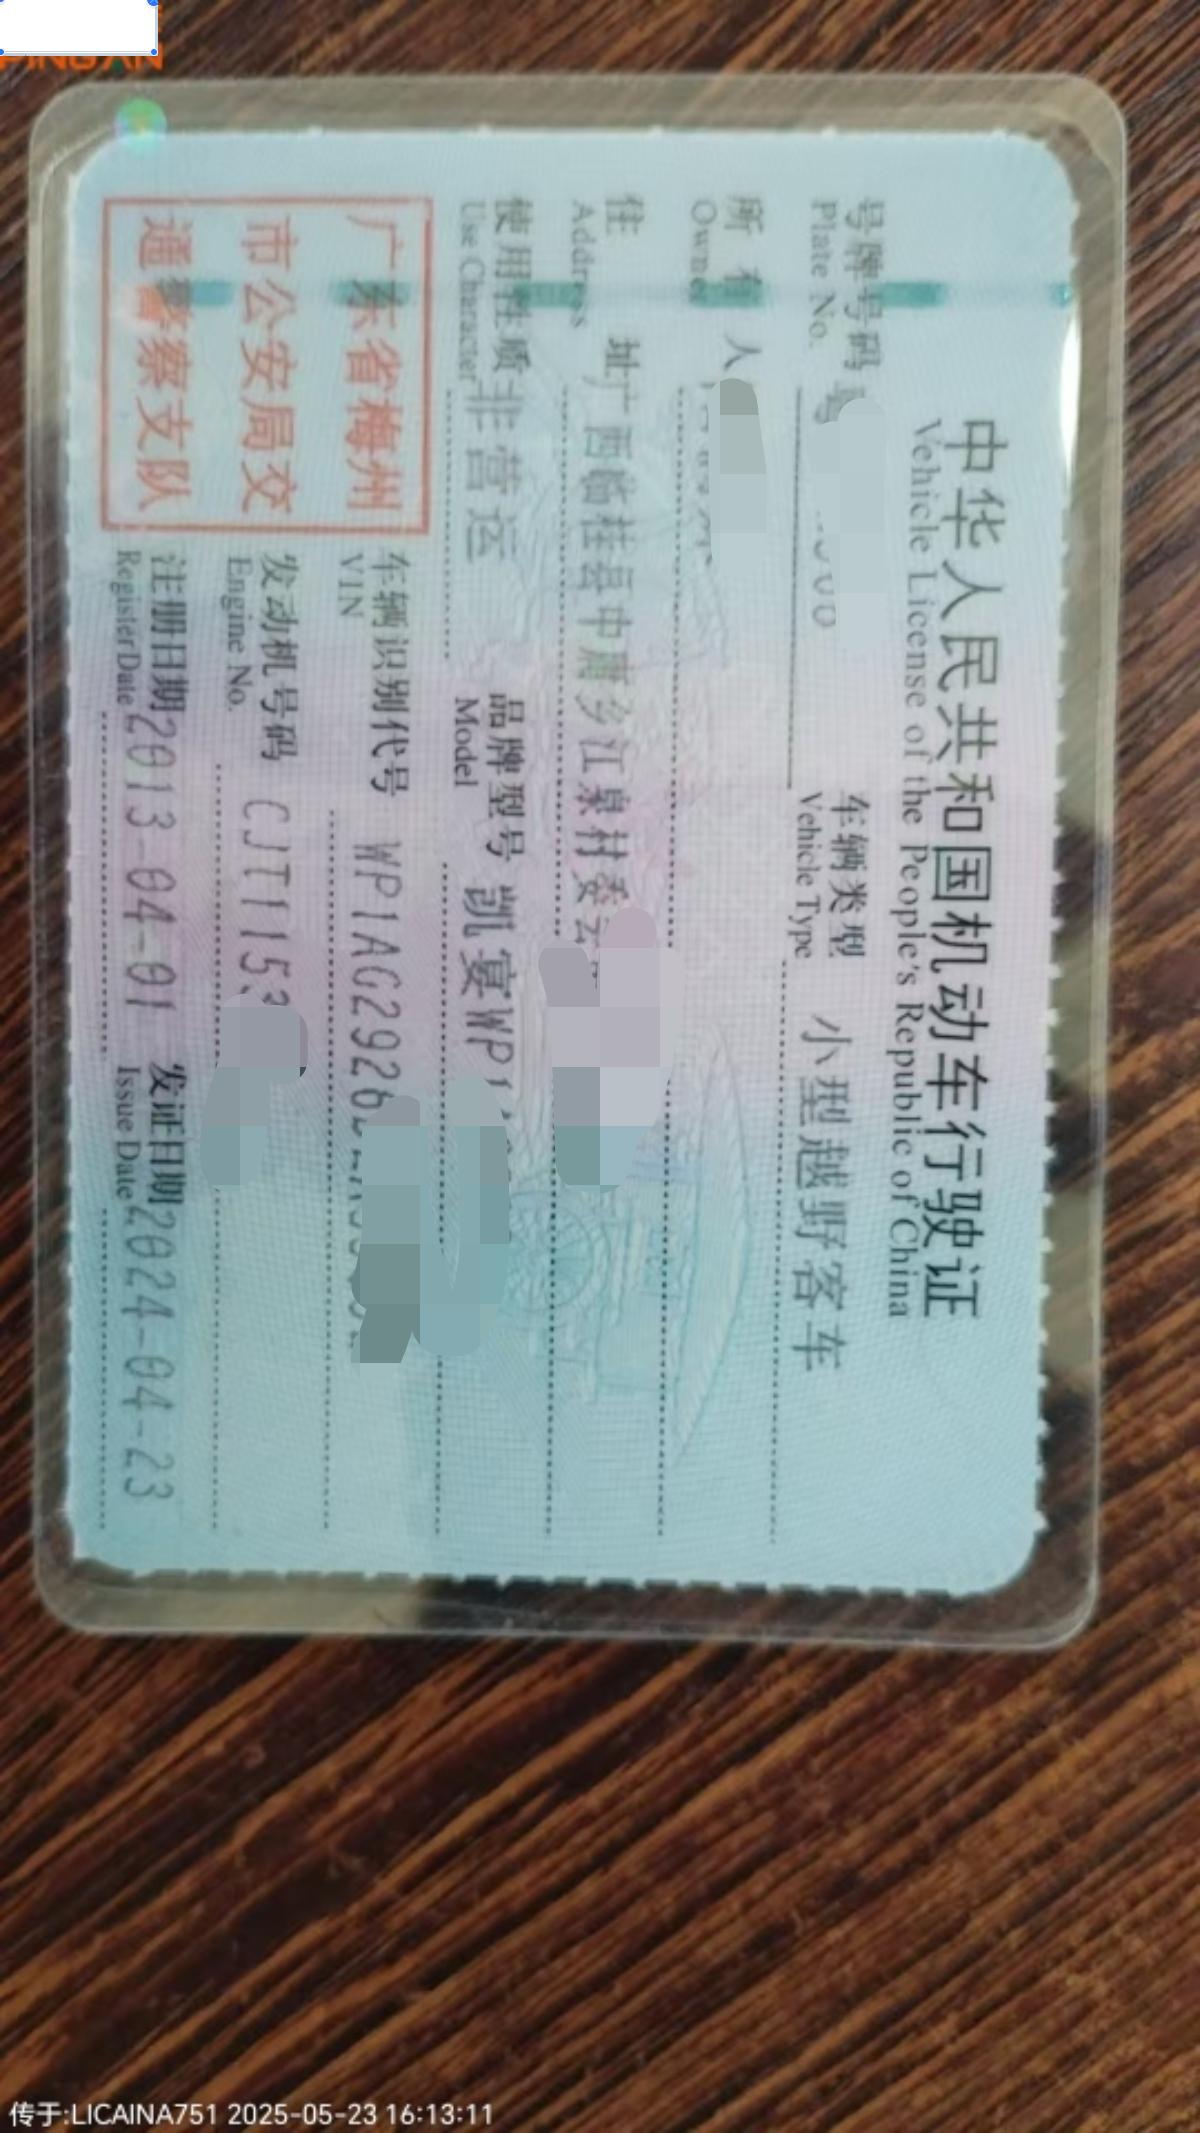 PING AN
中华人民共和国机动车行驶证
Vehicle License of the People's Republic of China
号牌号码 粤
Plate No.
车辆类型 小型越野客车
Vehicle Type
所有人
Owner
住址 广西临桂县中庸乡江泉村委
Address
使用性质 非营运
Use Character
品牌型号 凯宴WP1
Model
广东省梅州
市公安局交
通警察支队
车辆识别代号 WP1AG2926
VIN
发动机号码 CJT115
Engine No.
注册日期 2013-04-01
Register Date
发证日期 2024-04-23
Issue Date
传于:LICAINA751 2025-05-23 16:13:11